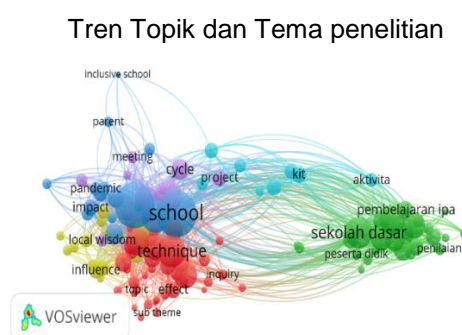 Tren Topik dan Tema penelitian
inclusive school
parent
meeting
cycle
project
kit
aktivita
pandemic
impact
school
pembelajaran ipa
local wisdom
sekolah dasar
technique
peserta didik
penilaian
influence
inquiry
topic
effect
sub theme
VOSviewer